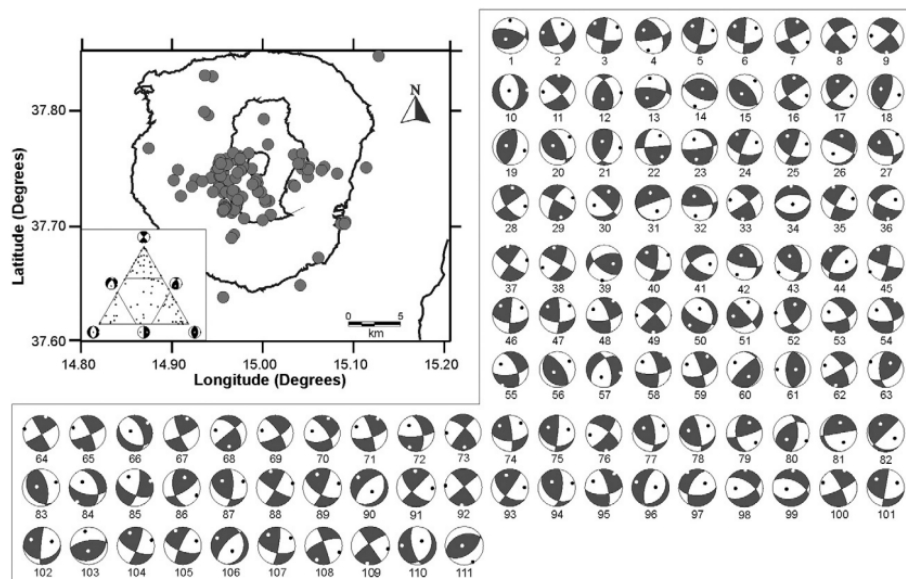 1 2 3 4 5 6 7 8 9
37.80
N
10 11 12 13 14 15 16 17 18
19 20 21 22 23 24 25 26 27
37.70
Latitude (Degrees)
28 29 30 31 32 33 34 35 36
37 38 39 40 41 42 43 44 45
0 5
km
37.60
14.80 14.90 15.00 15.10 15.20
Longitude (Degrees)
46 47 48 49 50 51 52 53 54
55 56 57 58 59 60 61 62 63
64 65 66 67 68 69 70 71 72 73 74 75 76 77 78 79 80 81 82
83 84 85 86 87 88 89 90 91 92 93 94 95 96 97 98 99 100 101
102 103 104 105 106 107 108 109 110 111